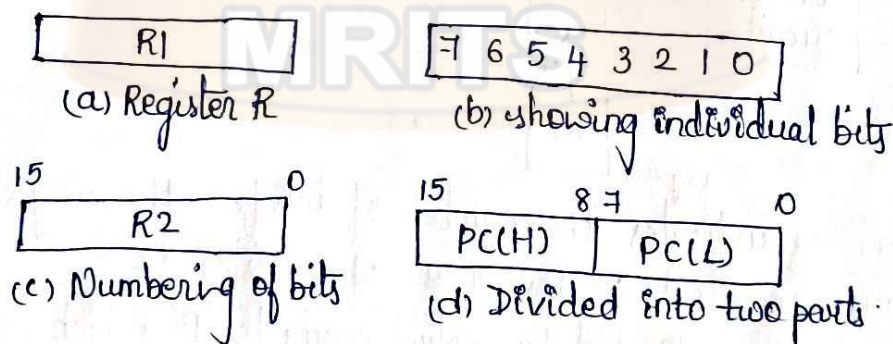 MRITS
R1
(a) Register R
7 6 5 4 3 2 1 0
(b) showing individual bits
15 0
R2
(c) Numbering of bits
15 8 7 0
PC(H) PC(L)
(d) Divided into two parts.